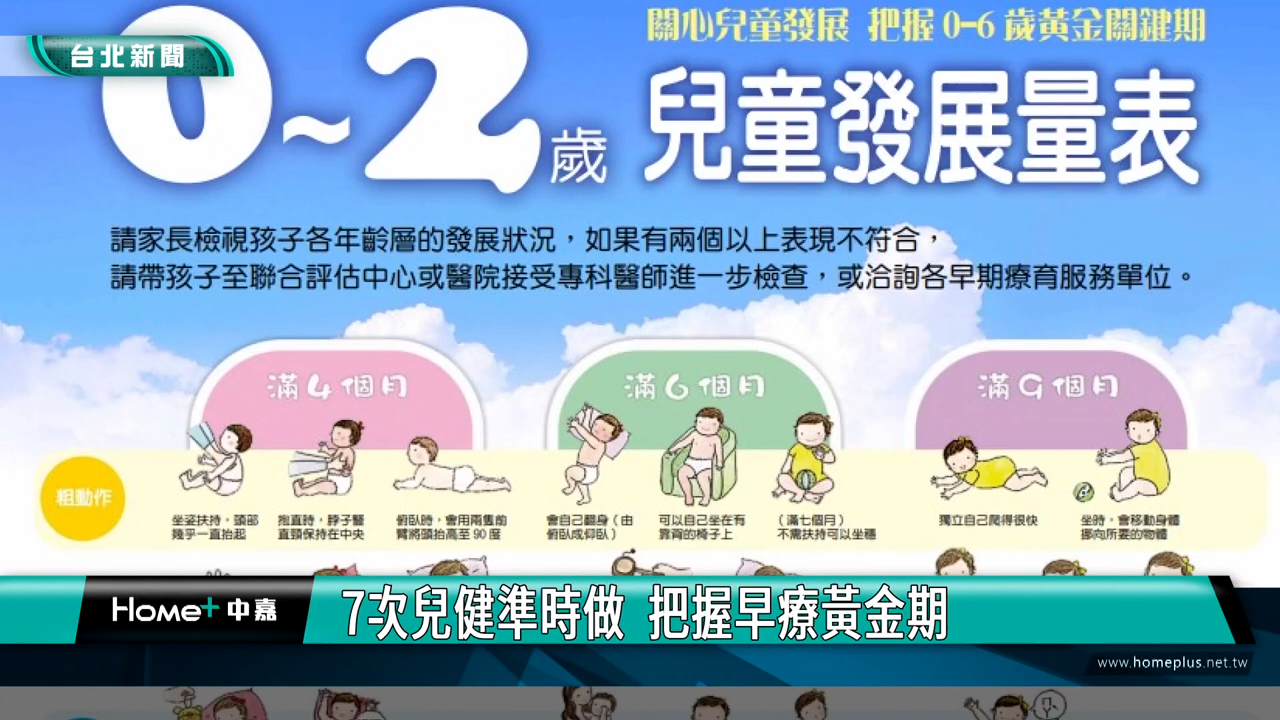 台北新聞
關心兒童發展 把握0-6歲黃金關鍵期
0~2歲 兒童發展量表
請家長檢視孩子各年齡層的發展狀況，如果有兩個以上表現不符合，
請帶孩子至聯合評估中心或醫院接受專科醫師進一步檢查，或洽詢各早期療育服務單位。
滿4個月
滿6個月
滿9個月
粗動作
坐姿扶持，頭部
幾乎一直抬起
抱直時，脖子豎
直頸保持在中央
俯臥時，會用兩隻前
臂將頭抬高至90度
會自己翻身（由
俯臥成仰臥）
可以自己坐在有
靠背的椅子上
（滿七個月）
不需扶持可以坐穩
獨立自己爬得很快
坐時，會移動身體
挪向所要的物體
Home+中嘉
7次兒健準時做 把握早療黃金期
www.homeplus.net.tw